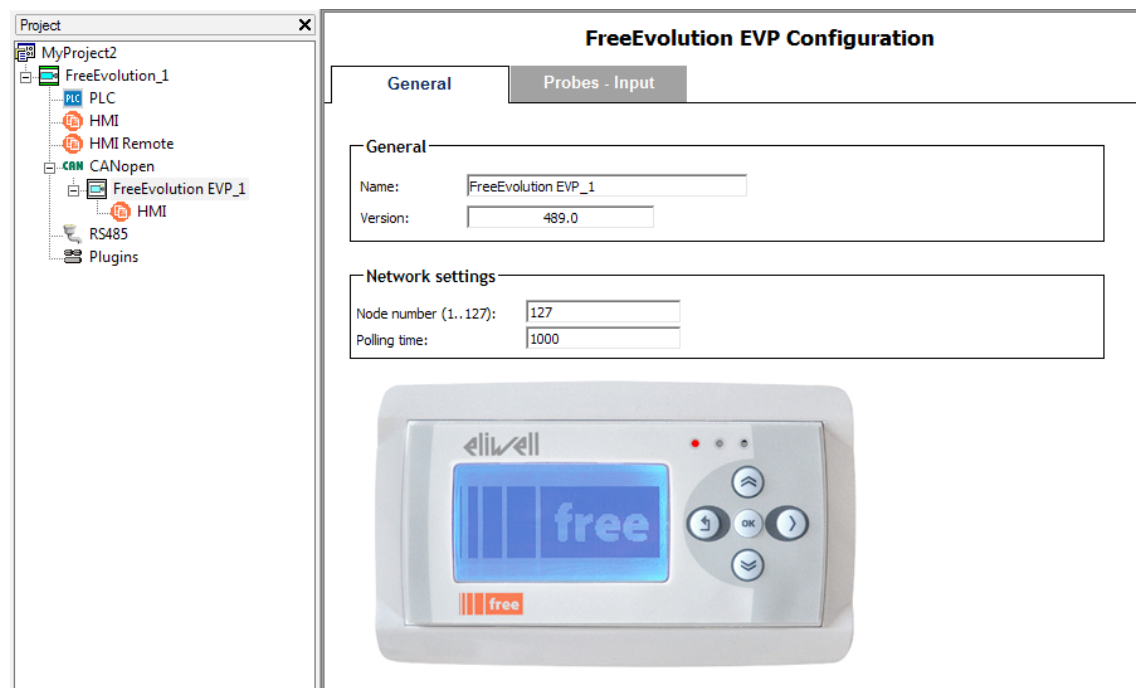 Project
MyProject2
FreeEvolution_1
PLC PLC
HMI
HMI Remote
CAN CANopen
FreeEvolution EVP_1
HMI
RS485
Plugins
FreeEvolution EVP Configuration
General
Probes - Input
General
Name: FreeEvolution EVP_1
Version: 489.0
Network settings
Node number (1..127): 127
Polling time: 1000
eliwell
free
OK
free